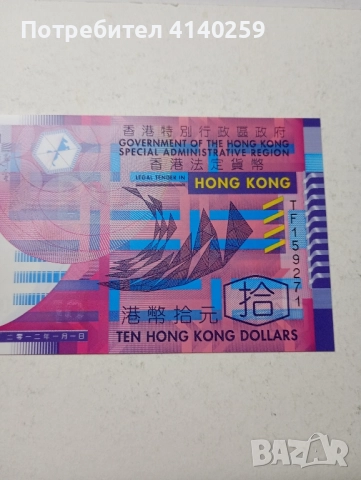 Потребител 4140259
香港特別行政區政府
GOVERNMENT OF THE HONG KONG
SPECIAL ADMINISTRATIVE REGION
香港法定貨幣
LEGAL TENDER IN
HONG KONG
TF159271
港幣拾元
拾
TEN HONG KONG DOLLARS
二零一二年一月一日
BAZAR